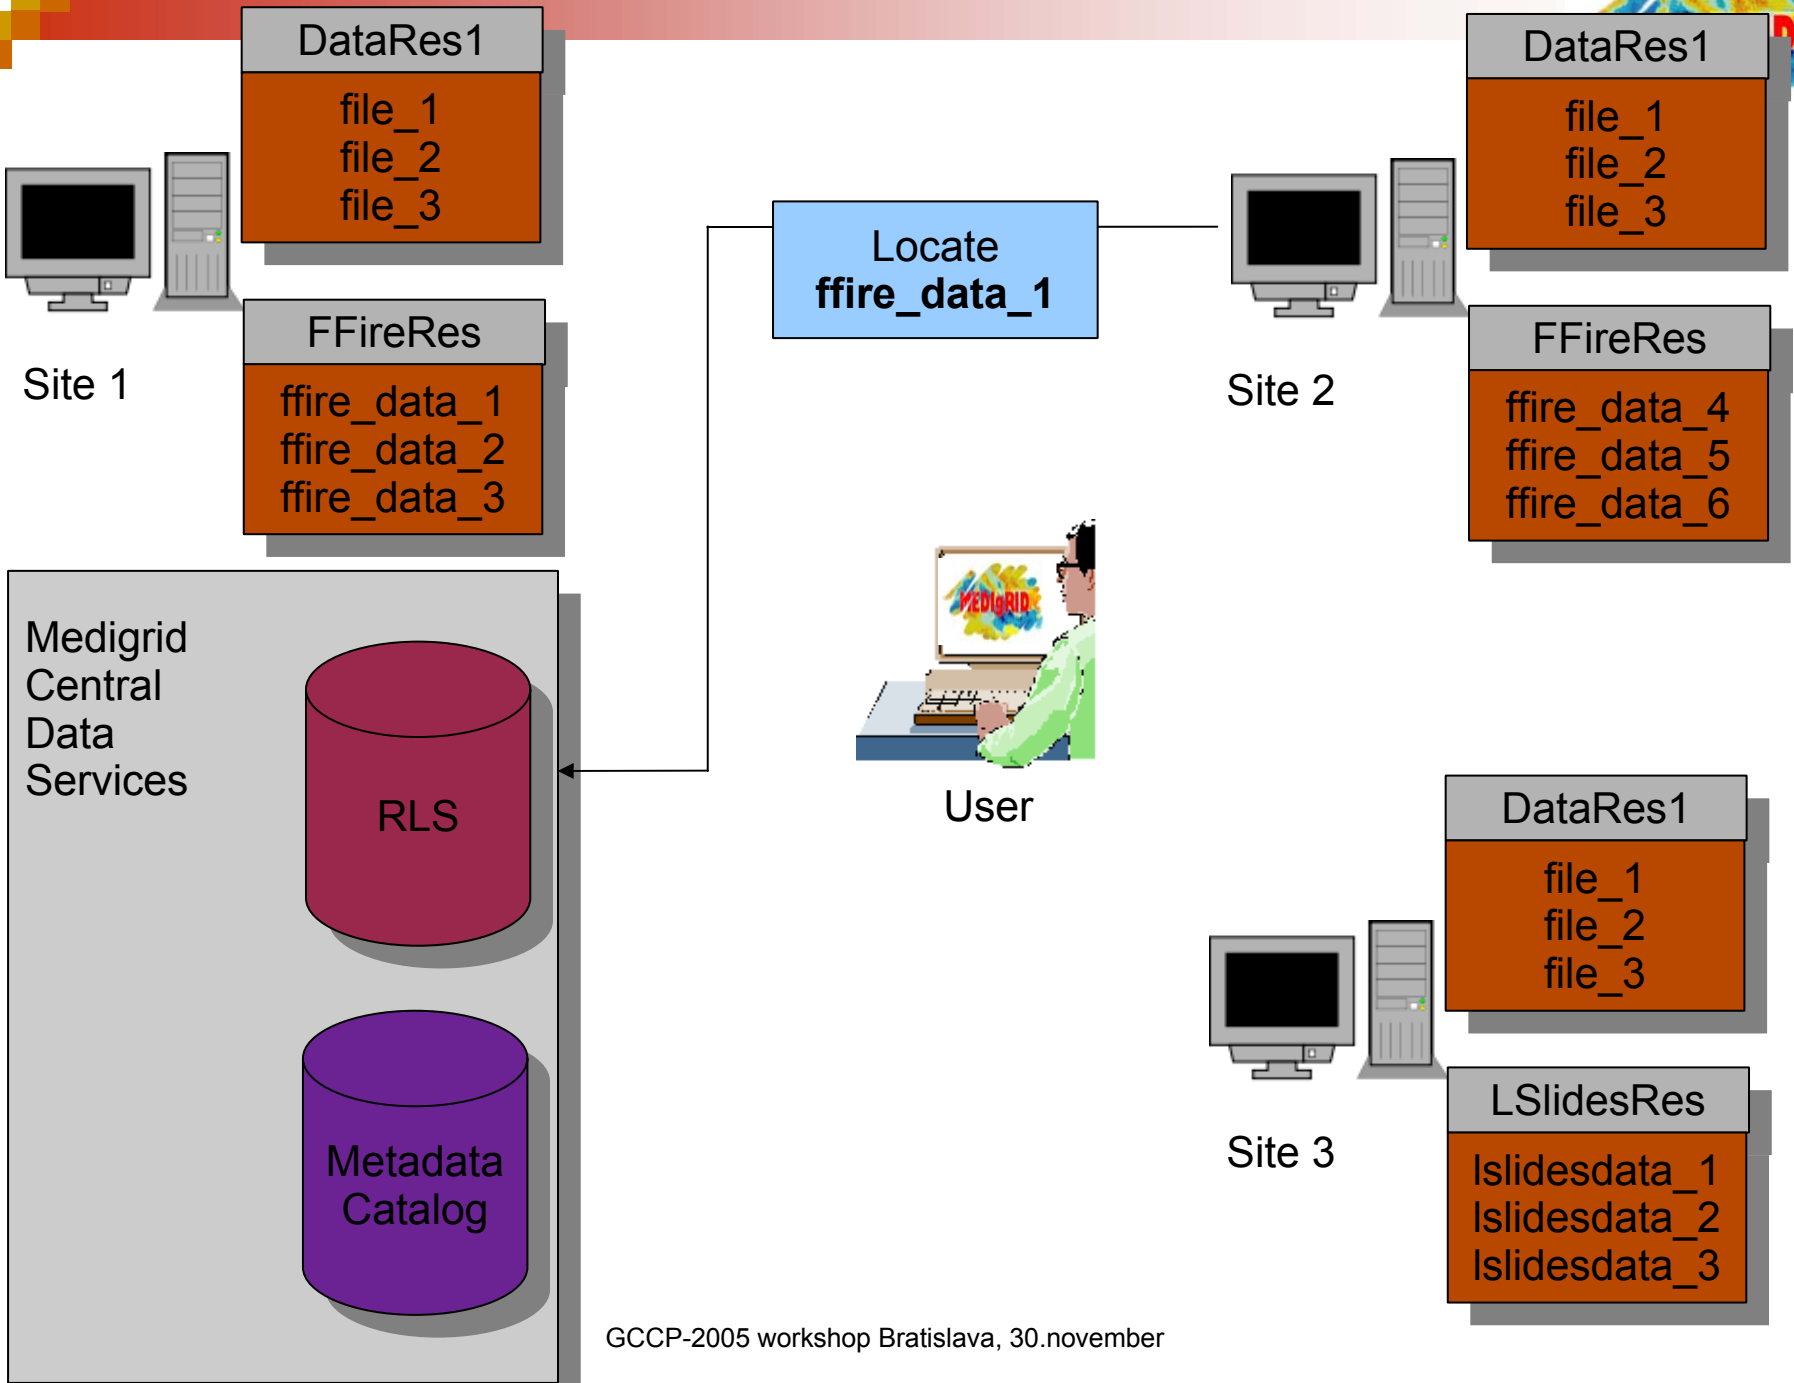 DataRes1
file_1
file_2
file_3
Site 1
FFireRes
ffire_data_1
ffire_data_2
ffire_data_3
Locate
ffire_data_1
DataRes1
file_1
file_2
file_3
Site 2
FFireRes
ffire_data_4
ffire_data_5
ffire_data_6
Medigrid
Central
Data
Services
RLS
Metadata
Catalog
MEDIgRID
User
DataRes1
file_1
file_2
file_3
Site 3
LSlidesRes
lslidesdata_1
lslidesdata_2
lslidesdata_3
GCCP-2005 workshop Bratislava, 30.november